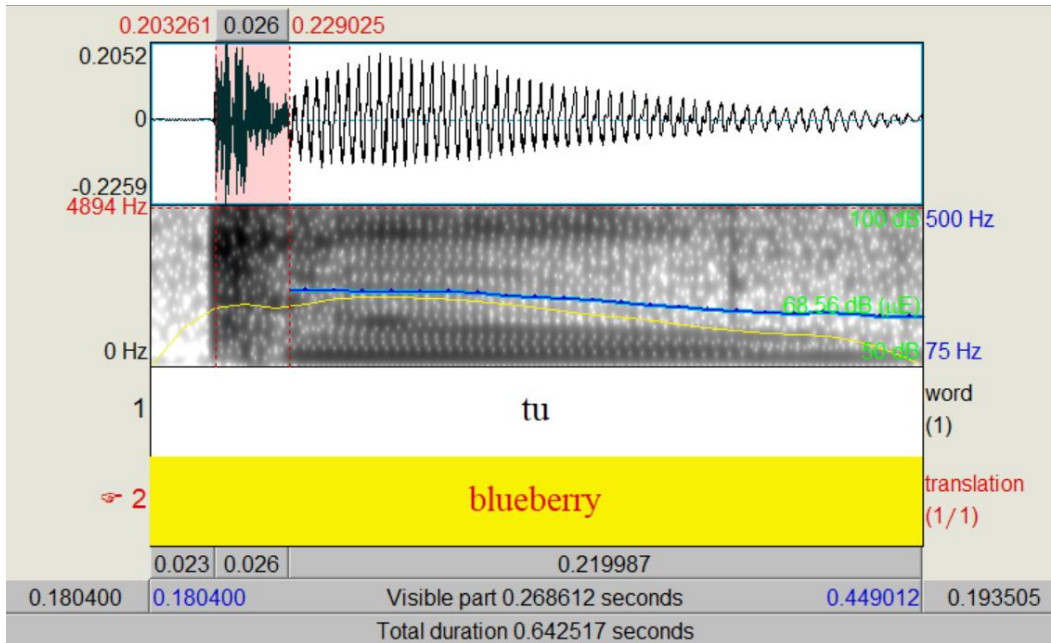 0.203261 0.026 0.229025
0.2052
0
-0.2259
4894 Hz 100 dB 500 Hz
68.56 dB (µE)
0 Hz 50 dB 75 Hz
1 tu word
(1)
☞ 2 blueberry translation
(1/1)
0.023 0.026 0.219987
0.180400 0.180400 Visible part 0.268612 seconds 0.449012 0.193505
Total duration 0.642517 seconds